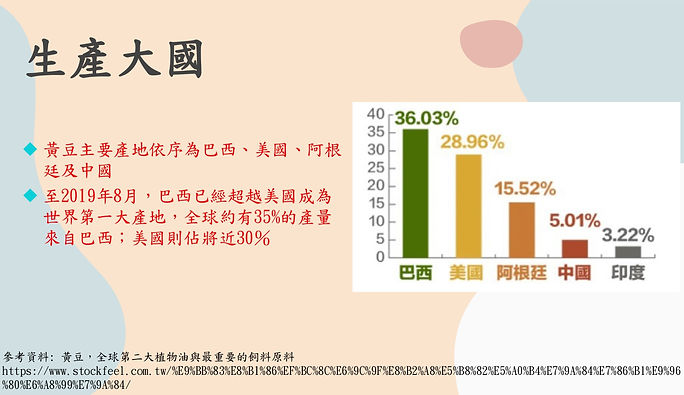 生產大國
黃豆主要產地依序為巴西、美國、阿根
廷及中國
至2019年8月，巴西已經超越美國成為
世界第一大產地，全球約有35%的產量
來自巴西；美國則佔將近30%
40
35
30
25
20
15
10
5
0
36.03%
28.96%
15.52%
5.01%
3.22%
巴西 美國 阿根廷 中國 印度
參考資料: 黃豆，全球第二大植物油與最重要的飼料原料
https://www.stockfeel.com.tw/%E9%BB%83%E8%B1%86%EF%BC%8C%E6%9C%9F%E8%B2%A8%E5%B8%82%E5%A0%B4%E7%9A%84%E7%86%B1%E9%96
%80%E6%A8%99%E7%9A%84/